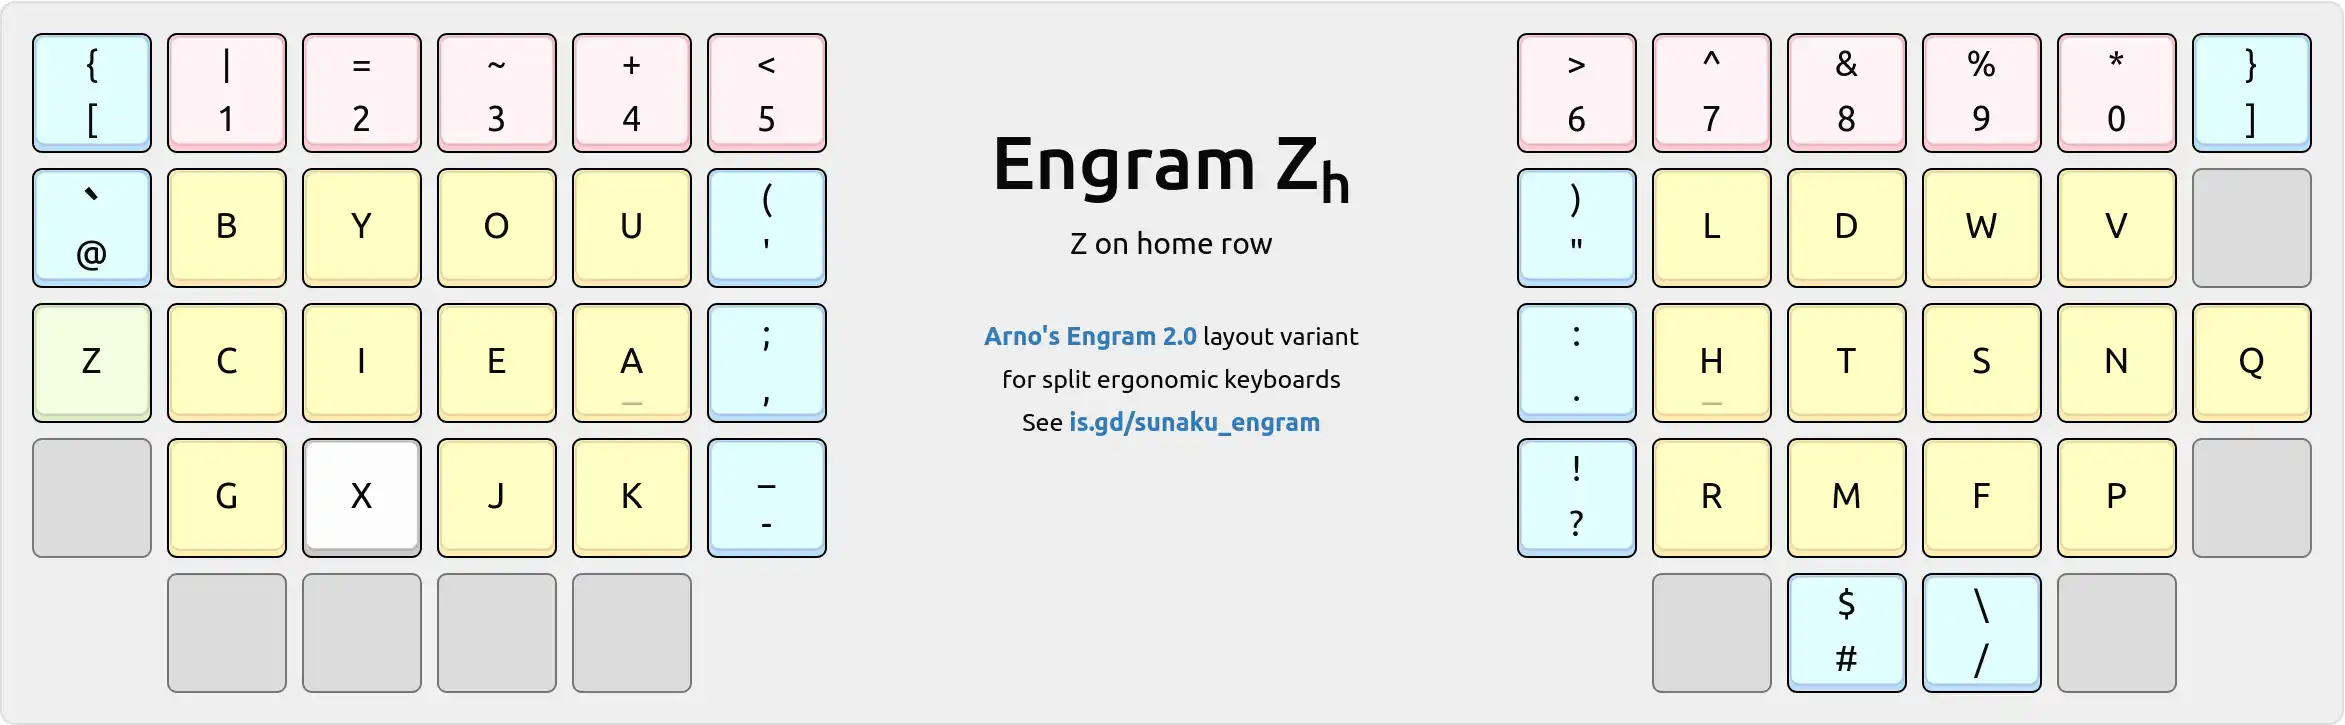 { | = ~ + <
[ 1 2 3 4 5
` B Y O U (
@ '
Z C I E A ;
_ ,
G X J K _
-
Engram Zh
Z on home row
Arno's Engram 2.0 layout variant
for split ergonomic keyboards
See is.gd/sunaku_engram
> ^ & % * }
6 7 8 9 0 ]
) L D W V
"
: H T S N Q
. _
! R M F P
?
$ \
# /